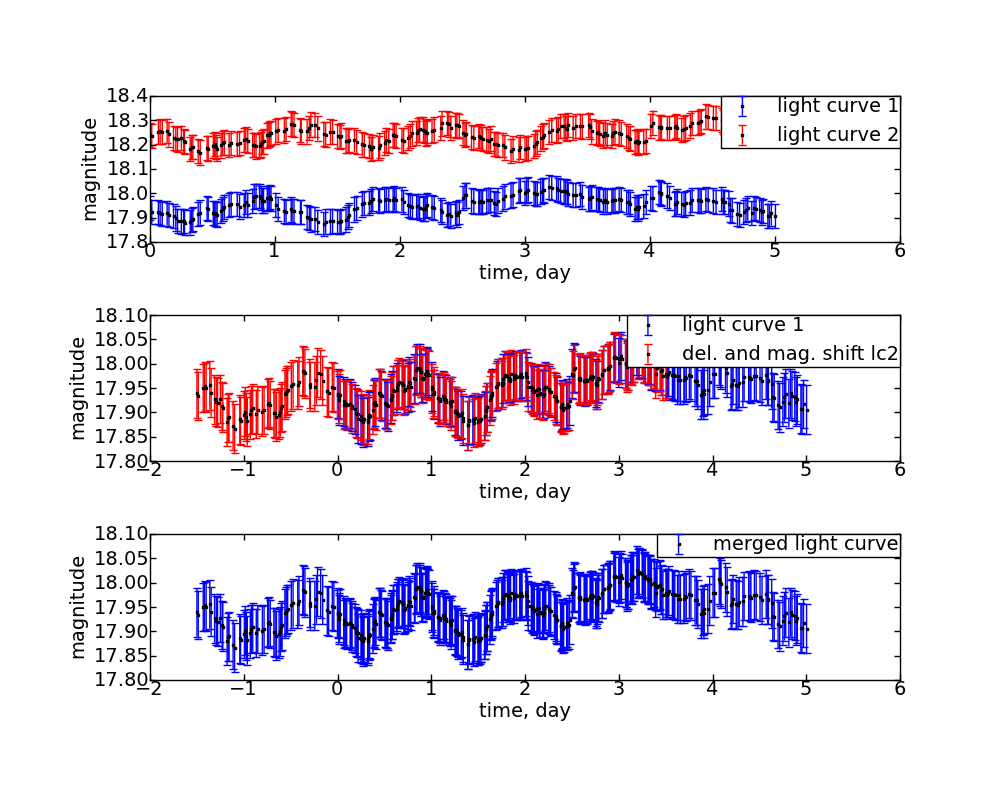 magnitude
18.4
18.3
18.2
18.1
18.0
17.9
17.8
light curve 1
light curve 2
0 1 2 3 4 5 6
time, day
magnitude
18.10
18.05
18.00
17.95
17.90
17.85
17.80
light curve 1
del. and mag. shift lc2
−2 −1 0 1 2 3 4 5 6
time, day
magnitude
18.10
18.05
18.00
17.95
17.90
17.85
17.80
merged light curve
−2 −1 0 1 2 3 4 5 6
time, day